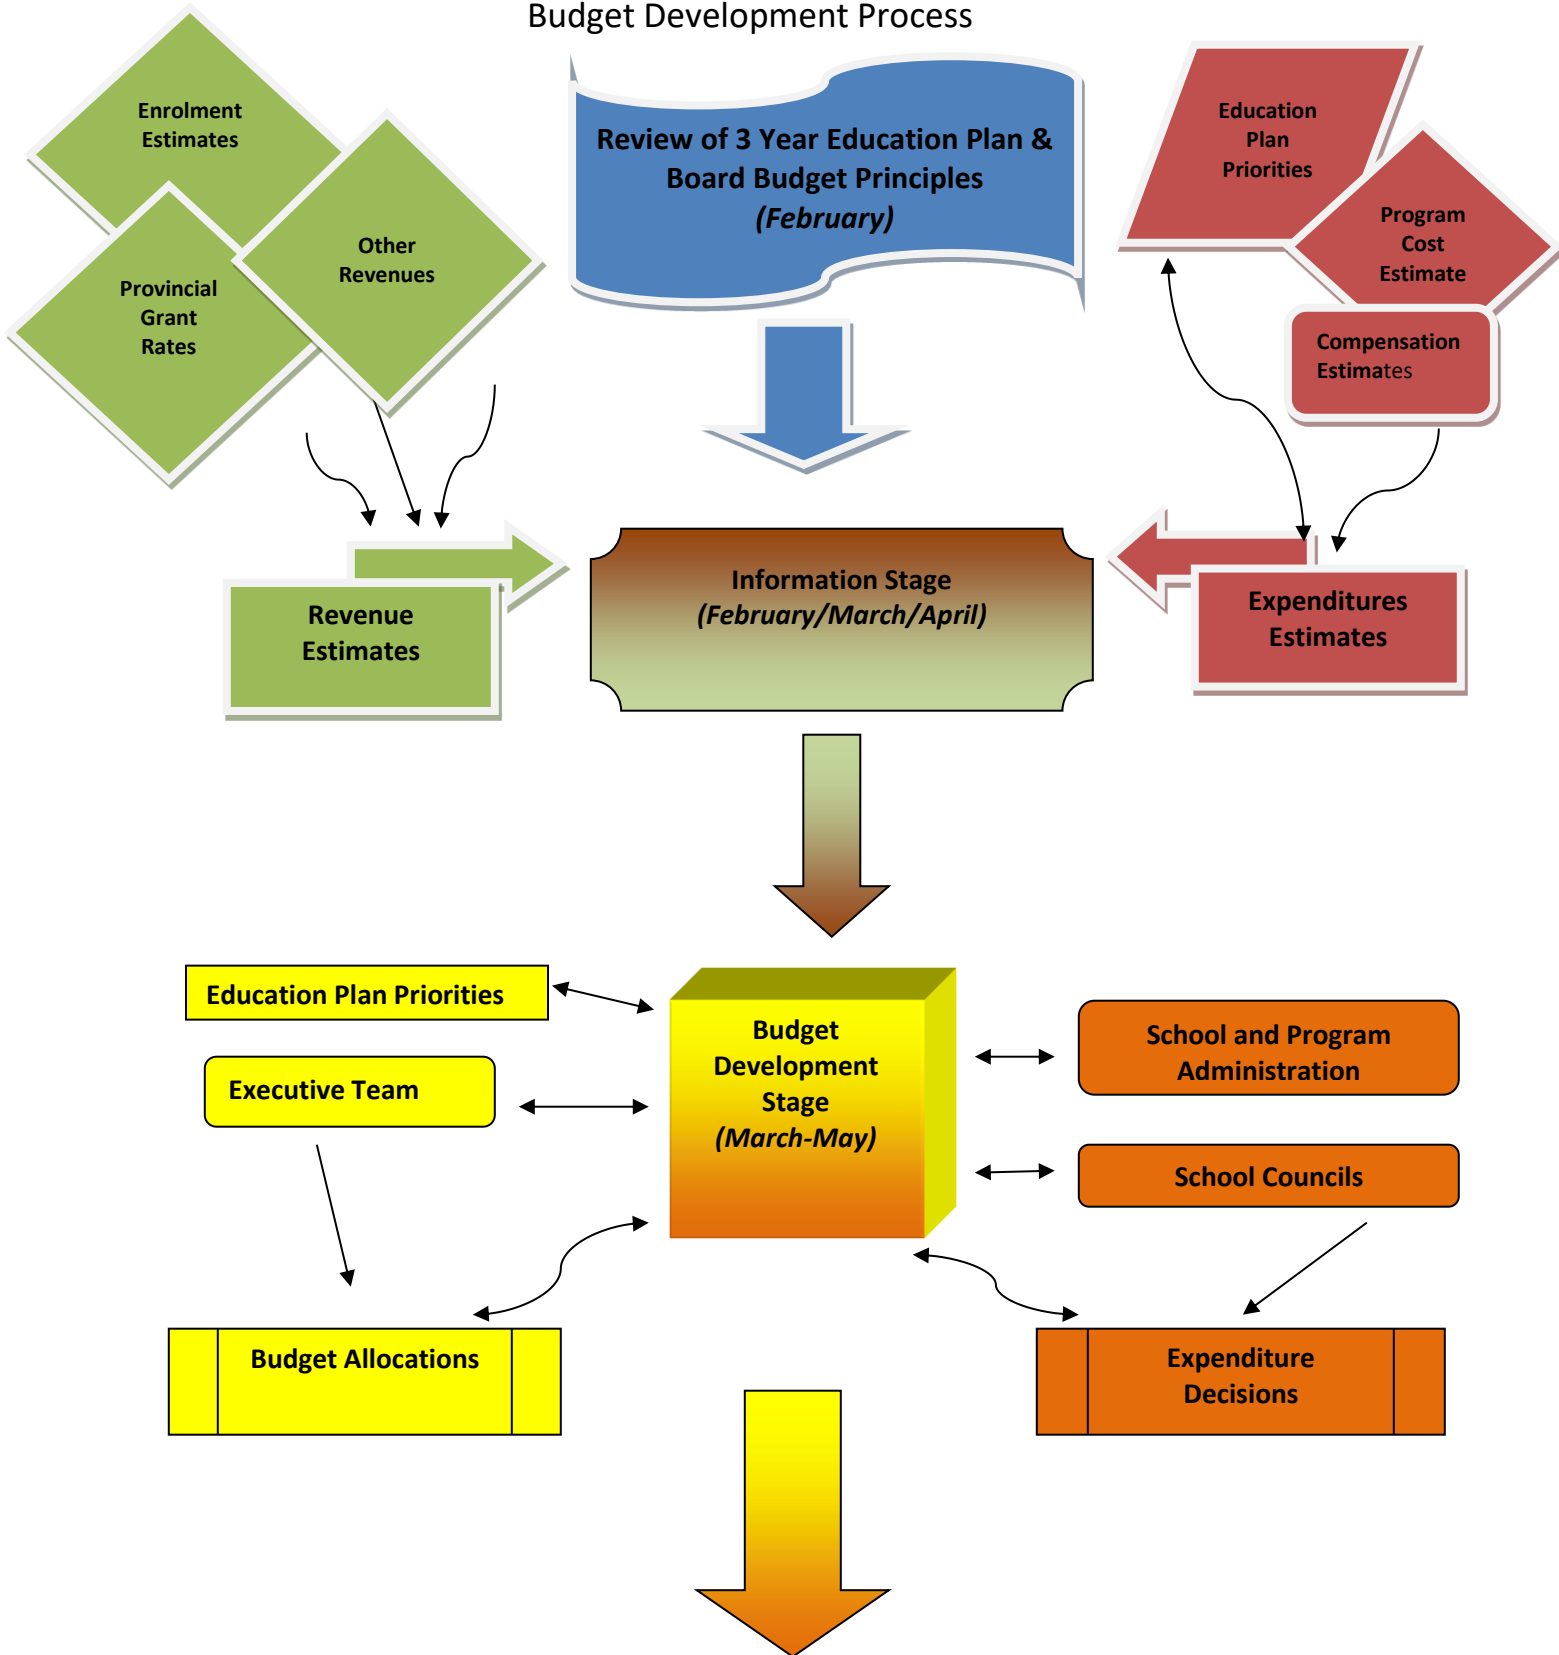 Budget Development Process
Enrolment
Estimates
Other
Revenues
Provincial
Grant
Rates
Review of 3 Year Education Plan &
Board Budget Principles
(February)
Education
Plan
Priorities
Program
Cost
Estimate
Compensation
Estimates
Revenue
Estimates
Information Stage
(February/March/April)
Expenditures
Estimates
Education Plan Priorities
Executive Team
Budget
Development
Stage
(March-May)
School and Program
Administration
School Councils
Budget Allocations
Expenditure
Decisions